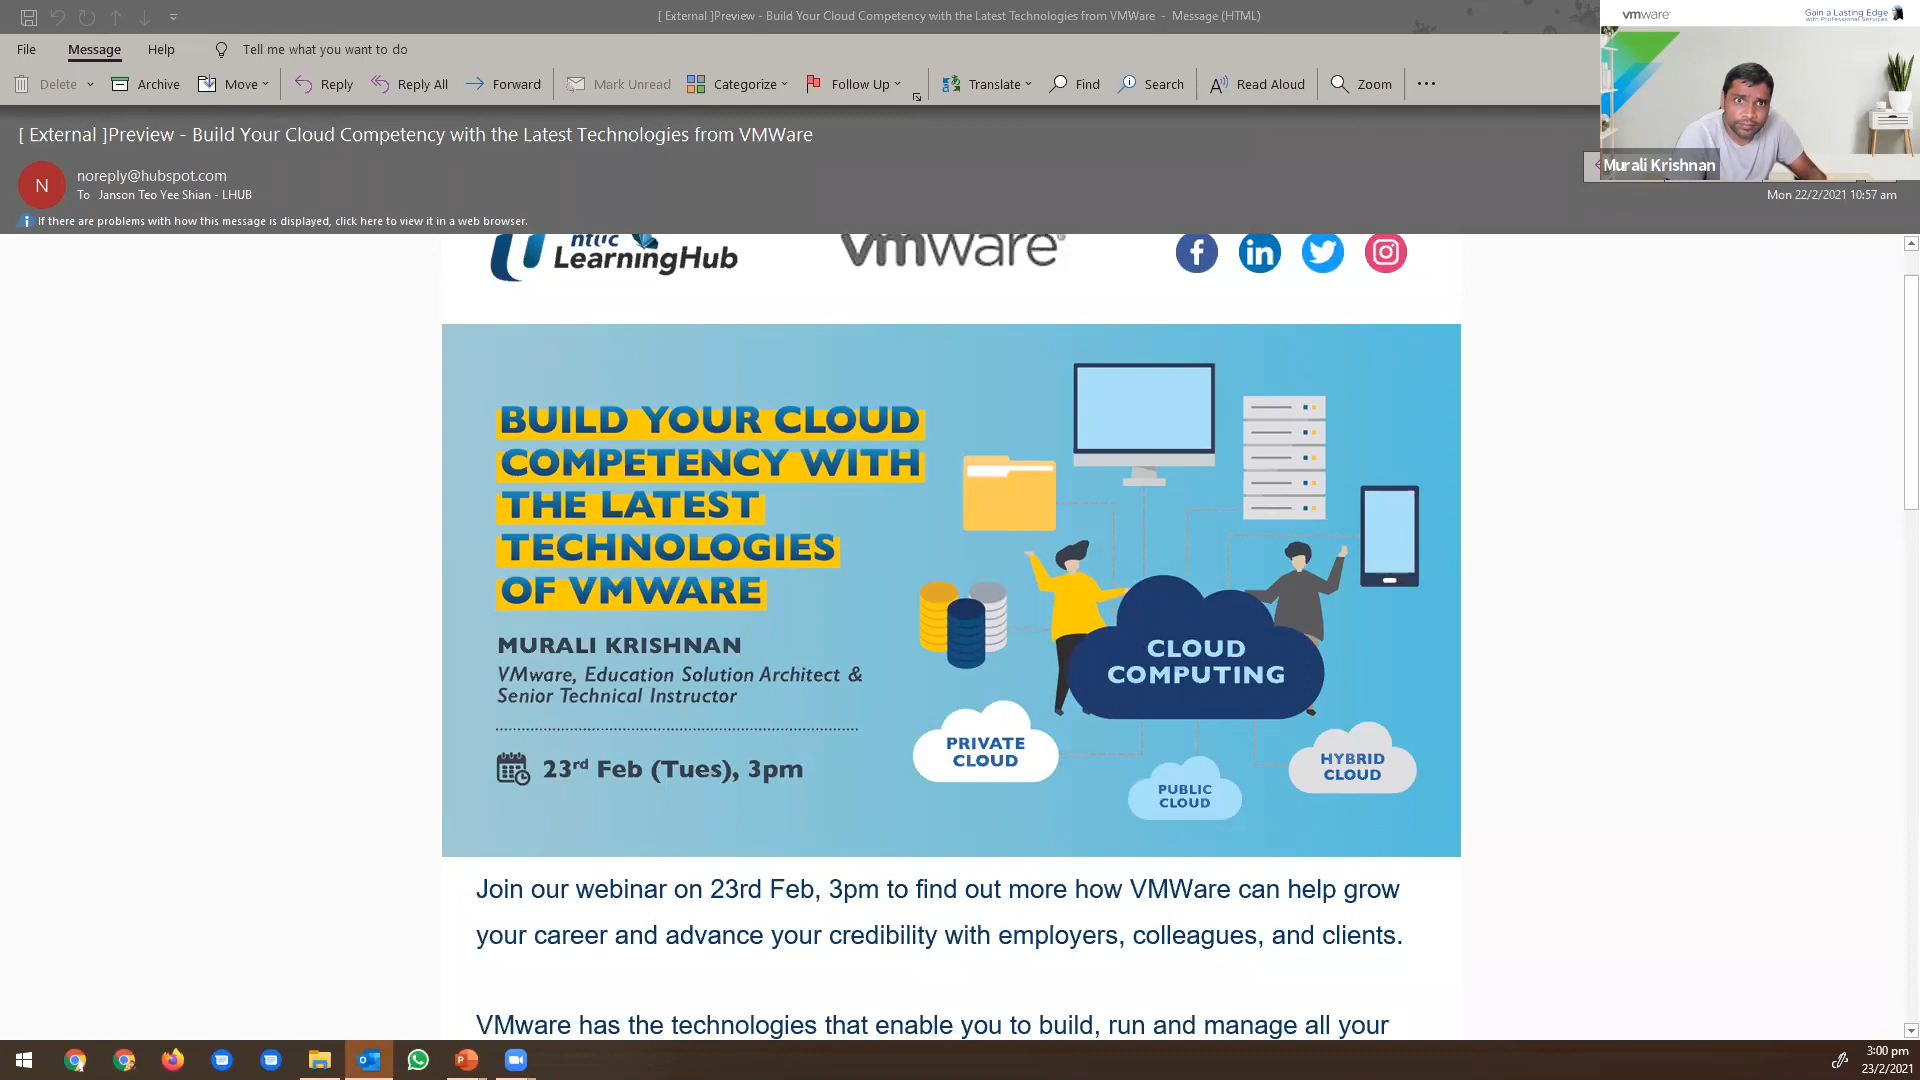 [ External ]Preview - Build Your Cloud Competency with the Latest Technologies from VMWare - Message (HTML)
File
Message
Help
Tell me what you want to do
Delete
Archive
Move
Reply
Reply All
Forward
Mark Unread
Categorize
Follow Up
Translate
Find
Search
Read Aloud
Zoom
vmware
Gain a Lasting Edge
with Professional Services
Murali Krishnan
[ External ]Preview - Build Your Cloud Competency with the Latest Technologies from VMWare
N
noreply@hubspot.com
To Janson Teo Yee Shian - LHUB
Mon 22/2/2021 10:57 am
If there are problems with how this message is displayed, click here to view it in a web browser.
ntuc
LearningHub
vmware
BUILD YOUR CLOUD
COMPETENCY WITH
THE LATEST
TECHNOLOGIES
OF VMWARE
MURALI KRISHNAN
VMware, Education Solution Architect &
Senior Technical Instructor
23rd Feb (Tues), 3pm
CLOUD
COMPUTING
PRIVATE
CLOUD
PUBLIC
CLOUD
HYBRID
CLOUD
Join our webinar on 23rd Feb, 3pm to find out more how VMWare can help grow
your career and advance your credibility with employers, colleagues, and clients.
VMware has the technologies that enable you to build, run and manage all your
3:00 pm
23/2/2021